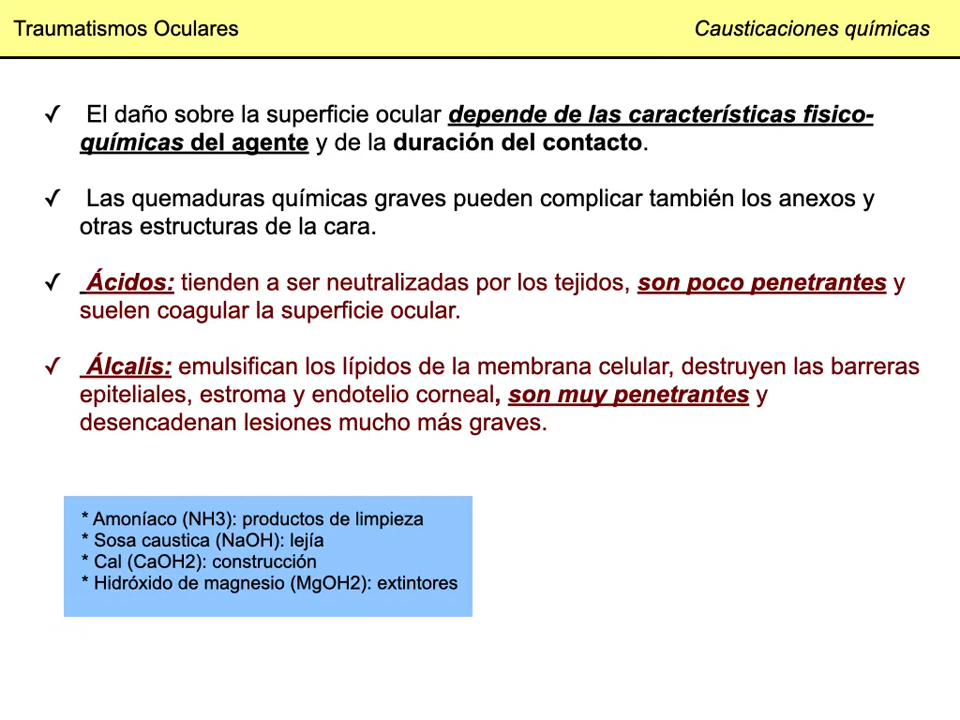 Traumatismos Oculares
Causticaciones químicas
✓ El daño sobre la superficie ocular depende de las características fisico-
químicas del agente y de la duración del contacto.
✓ Las quemaduras químicas graves pueden complicar también los anexos y
otras estructuras de la cara.
✓ Ácidos: tienden a ser neutralizadas por los tejidos, son poco penetrantes y
suelen coagular la superficie ocular.
✓ Álcalis: emulsifican los lípidos de la membrana celular, destruyen las barreras
epiteliales, estroma y endotelio corneal, son muy penetrantes y
desencadenan lesiones mucho más graves.
* Amoníaco (NH3): productos de limpieza
* Sosa caustica (NaOH): lejía
* Cal (CaOH2): construcción
* Hidróxido de magnesio (MgOH2): extintores